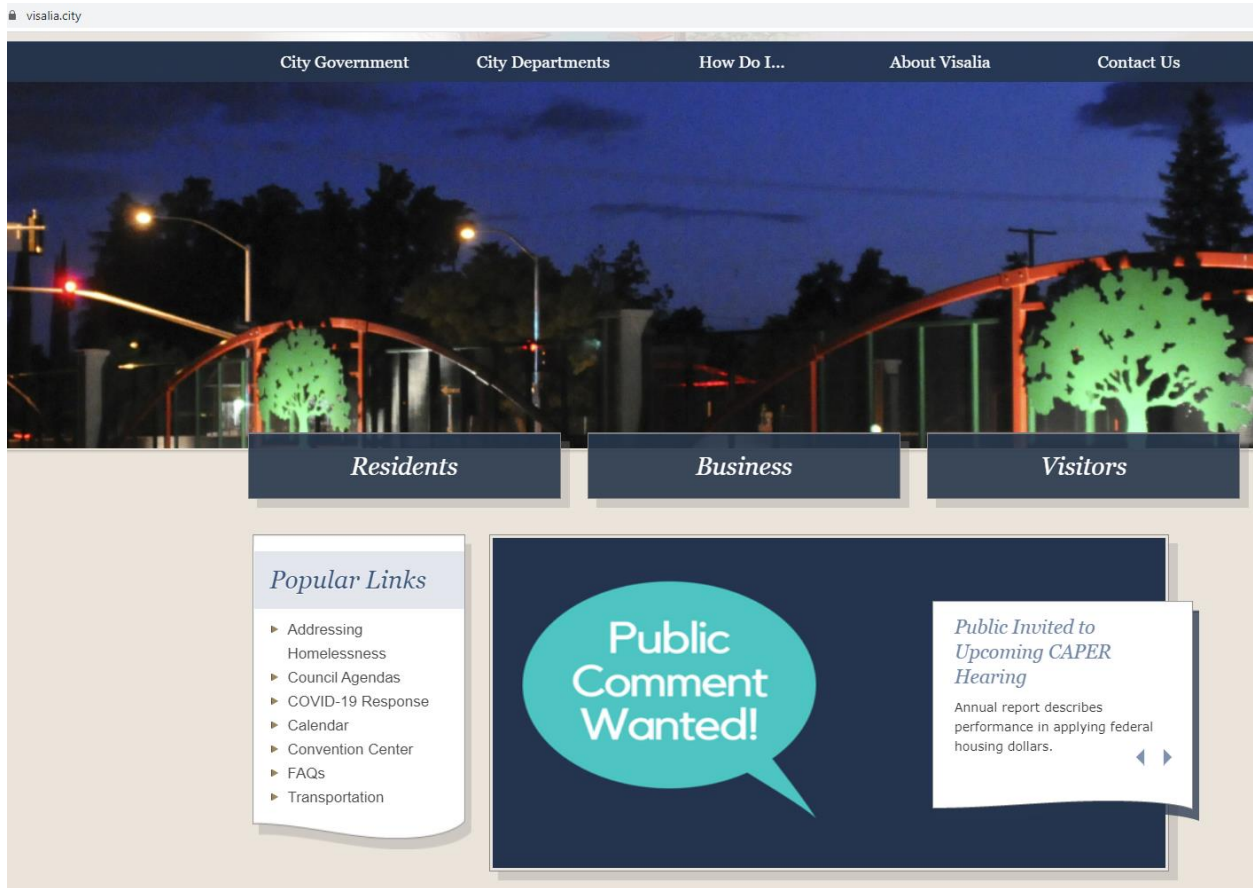 visalia.city
City Government
City Departments
How Do I...
About Visalia
Contact Us
Residents
Business
Visitors
Popular Links
Addressing
Homelessness
Council Agendas
COVID-19 Response
Calendar
Convention Center
FAQs
Transportation
Public
Comment
Wanted!
Public Invited to
Upcoming CAPER
Hearing
Annual report describes
performance in applying federal
housing dollars.